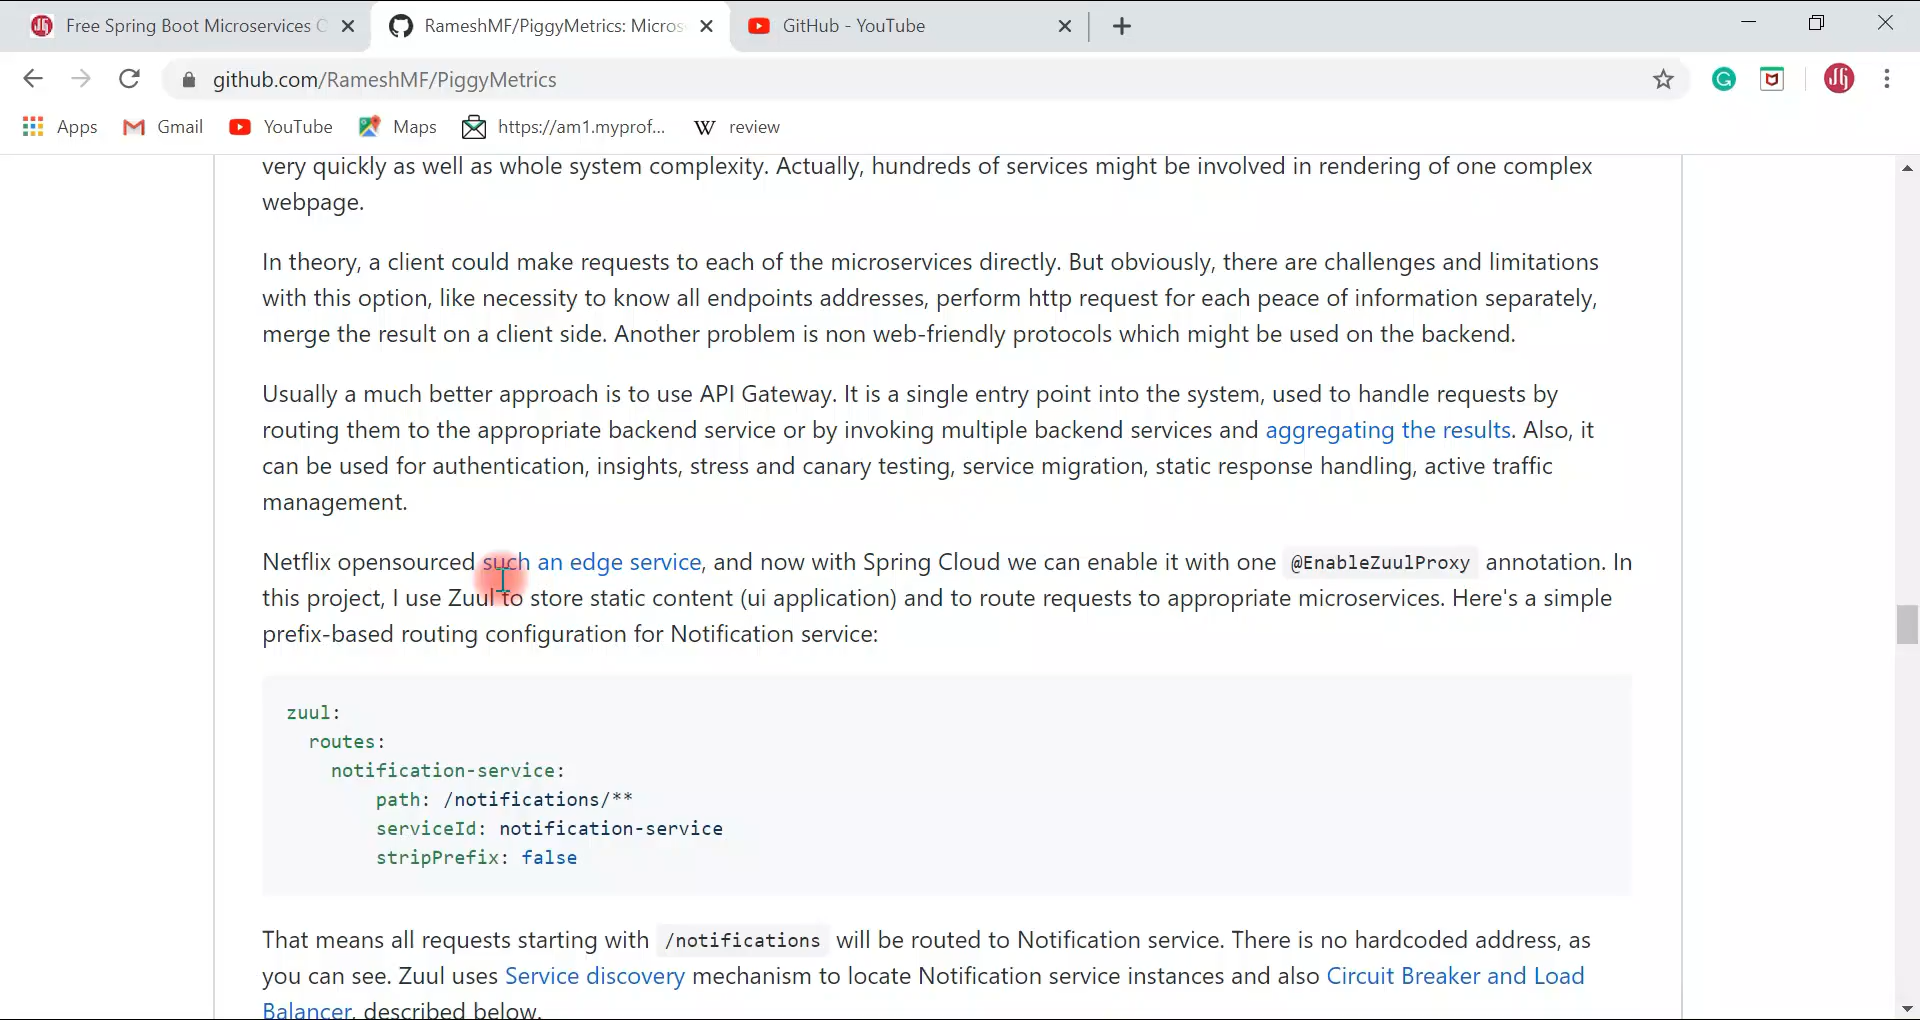 Free Spring Boot Microservices
RameshMF/PiggyMetrics: Micros
GitHub - YouTube
github.com/RameshMF/PiggyMetrics
Apps
Gmail
YouTube
Maps
https://am1.myprof...
review
very quickly as well as whole system complexity. Actually, hundreds of services might be involved in rendering of one complex
webpage.
In theory, a client could make requests to each of the microservices directly. But obviously, there are challenges and limitations
with this option, like necessity to know all endpoints addresses, perform http request for each peace of information separately,
merge the result on a client side. Another problem is non web-friendly protocols which might be used on the backend.
Usually a much better approach is to use API Gateway. It is a single entry point into the system, used to handle requests by
routing them to the appropriate backend service or by invoking multiple backend services and aggregating the results. Also, it
can be used for authentication, insights, stress and canary testing, service migration, static response handling, active traffic
management.
Netflix opensourced such an edge service, and now with Spring Cloud we can enable it with one @EnableZuulProxy annotation. In
this project, I use Zuul to store static content (ui application) and to route requests to appropriate microservices. Here's a simple
prefix-based routing configuration for Notification service:
zuul:
routes:
notification-service:
path: /notifications/**
serviceId: notification-service
stripPrefix: false
That means all requests starting with /notifications will be routed to Notification service. There is no hardcoded address, as
you can see. Zuul uses Service discovery mechanism to locate Notification service instances and also Circuit Breaker and Load
Balancer, described below.